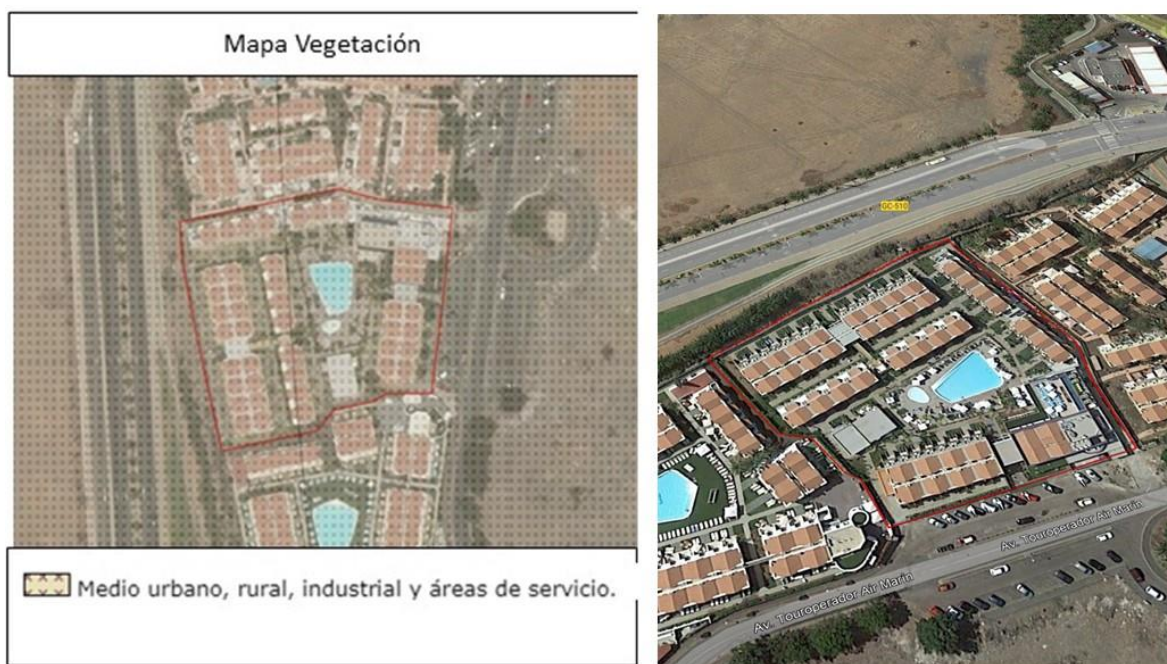 Mapa Vegetación
Medio urbano, rural, industrial y áreas de servicio.
GC-510
Av. Touroperador Air Marin
Av. Touroperador Air Marin